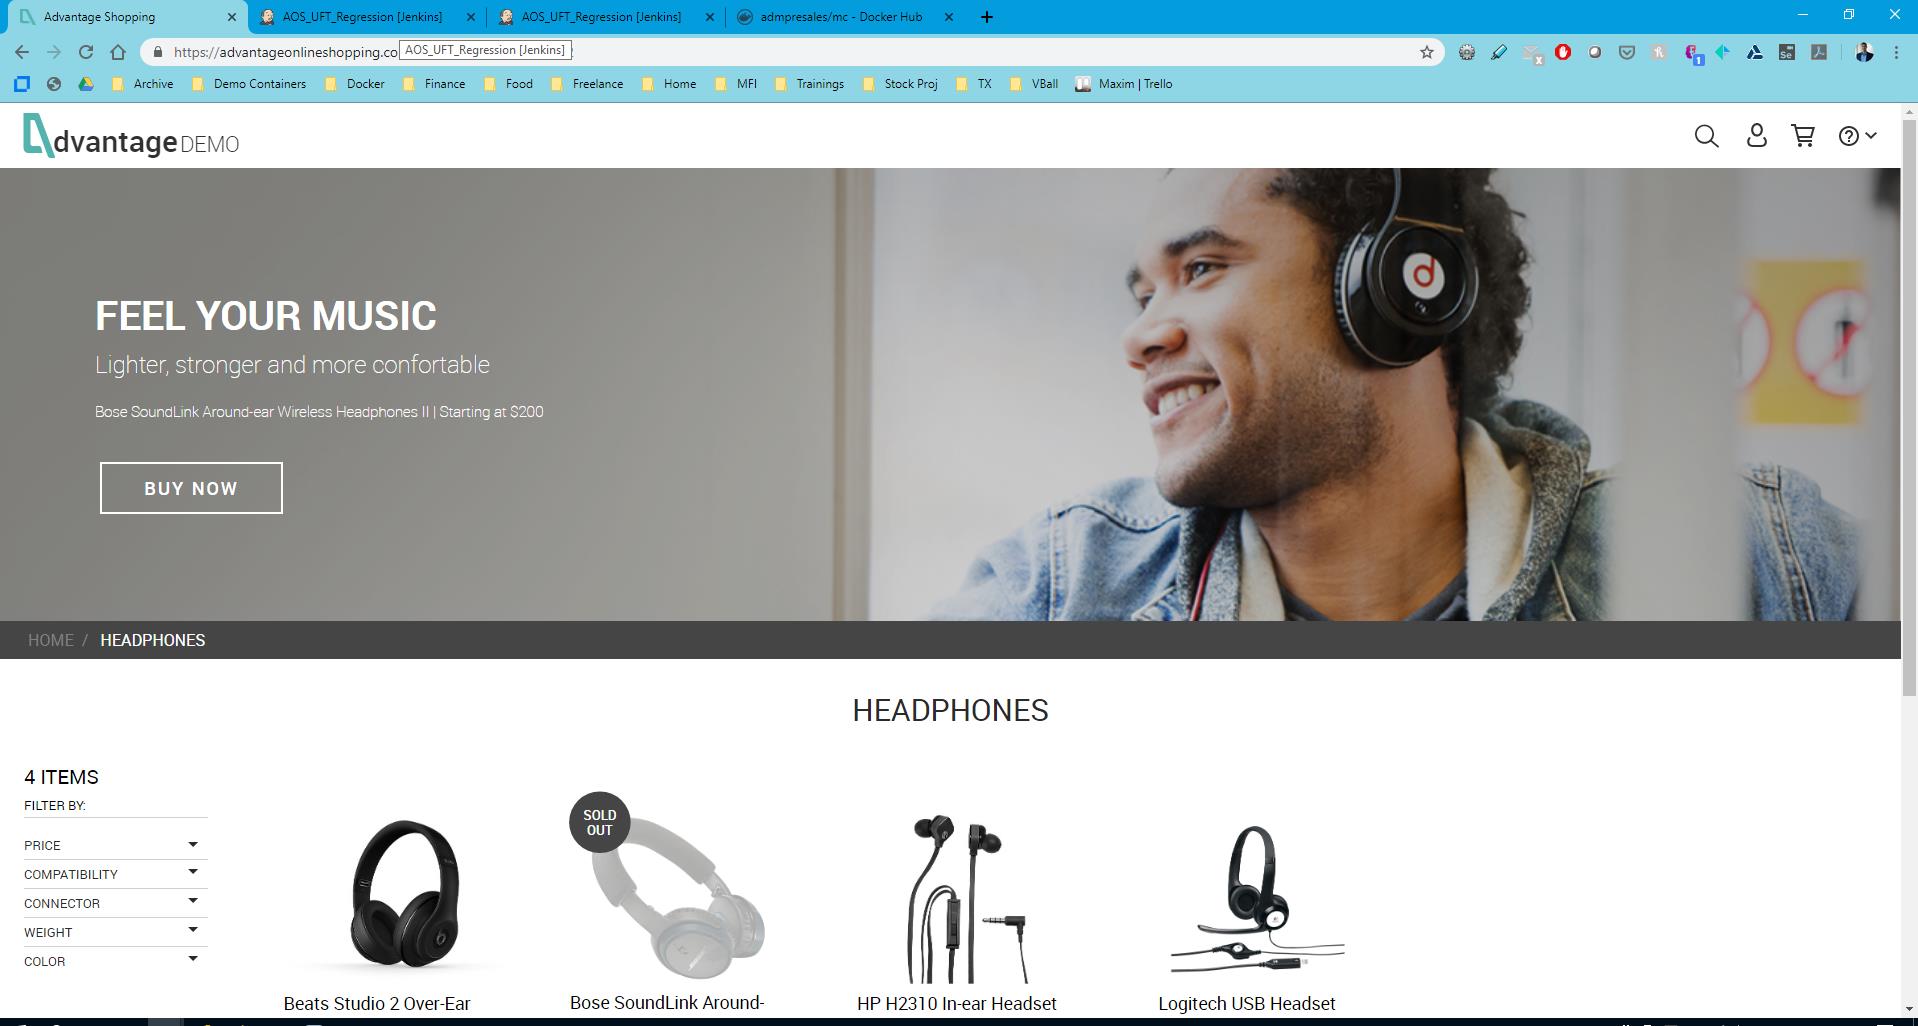 Advantage Shopping
AOS_UFT_Regression [Jenkins]
AOS_UFT_Regression [Jenkins]
admpresales/mc - Docker Hub
https://advantageonlineshopping.co
AOS_UFT_Regression [Jenkins]
x
1
Se
Archive
Demo Containers
Docker
Finance
Food
Freelance
Home
MFI
Trainings
Stock Proj
TX
VBall
Maxim | Trello
dvantage DEMO
FEEL YOUR MUSIC
Lighter, stronger and more confortable
Bose SoundLink Around-ear Wireless Headphones II | Starting at $200
BUY NOW
HOME / HEADPHONES
HEADPHONES
4 ITEMS
FILTER BY:
PRICE
COMPATIBILITY
CONNECTOR
WEIGHT
COLOR
SOLD
OUT
Beats Studio 2 Over-Ear
Bose SoundLink Around-
HP H2310 In-ear Headset
Logitech USB Headset